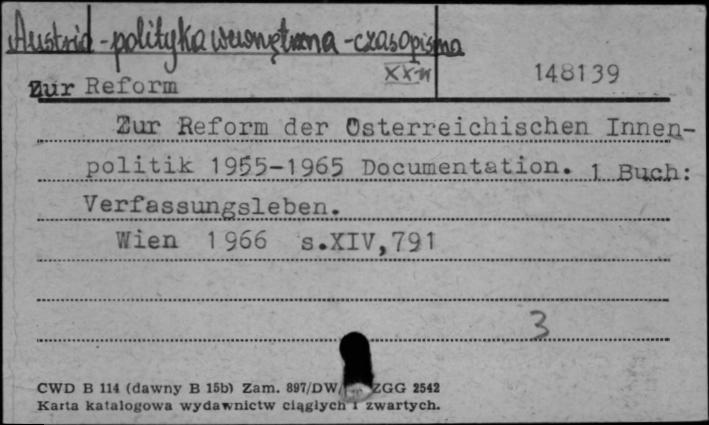 Austria - polityka wewnętrzna - czasopisma
XXII 148139
Zur Reform
Zur Reform der Österreichischen Innen-
politik 1955-1965 Documentation. 1 Buch:
Verfassungsleben.
Wien 1966 s.XIV,791
3
CWD B 114 (dawny B 15b) Zam. 897/DW/ ZGG 2542
Karta katalogowa wydawnictw ciągłych i zwartych.